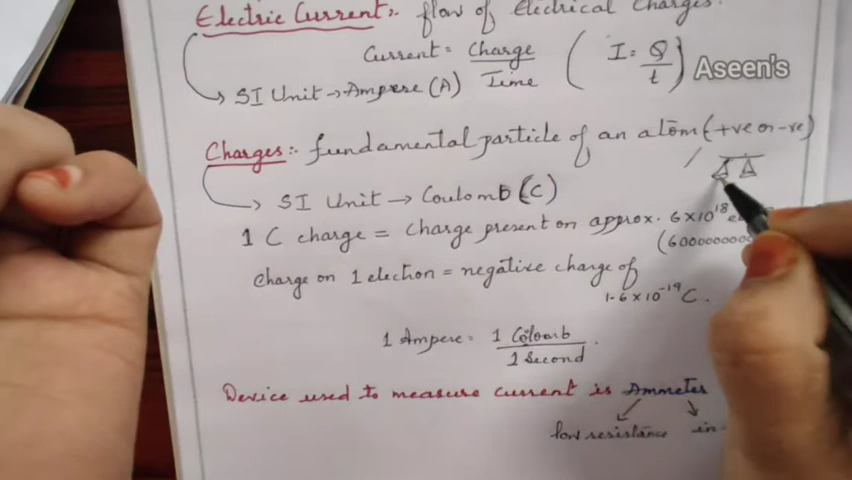 Electric Current:- flow of Electrical Charges.
Current = Charge / Time ( I = Q / t )
Aseen's
SI Unit → Ampere (A)
Charges:- fundamental particle of an atom (+ve or -ve)
SI Unit → Coulomb (C)
1 C charge = Charge present on approx. 6×10¹⁸
(6000000000
Charge on 1 electron = negative charge of
1.6 × 10⁻¹⁹ C.
1 Ampere = 1 Coloumb / 1 Second.
Device used to measure current is Ammeter
low resistance in